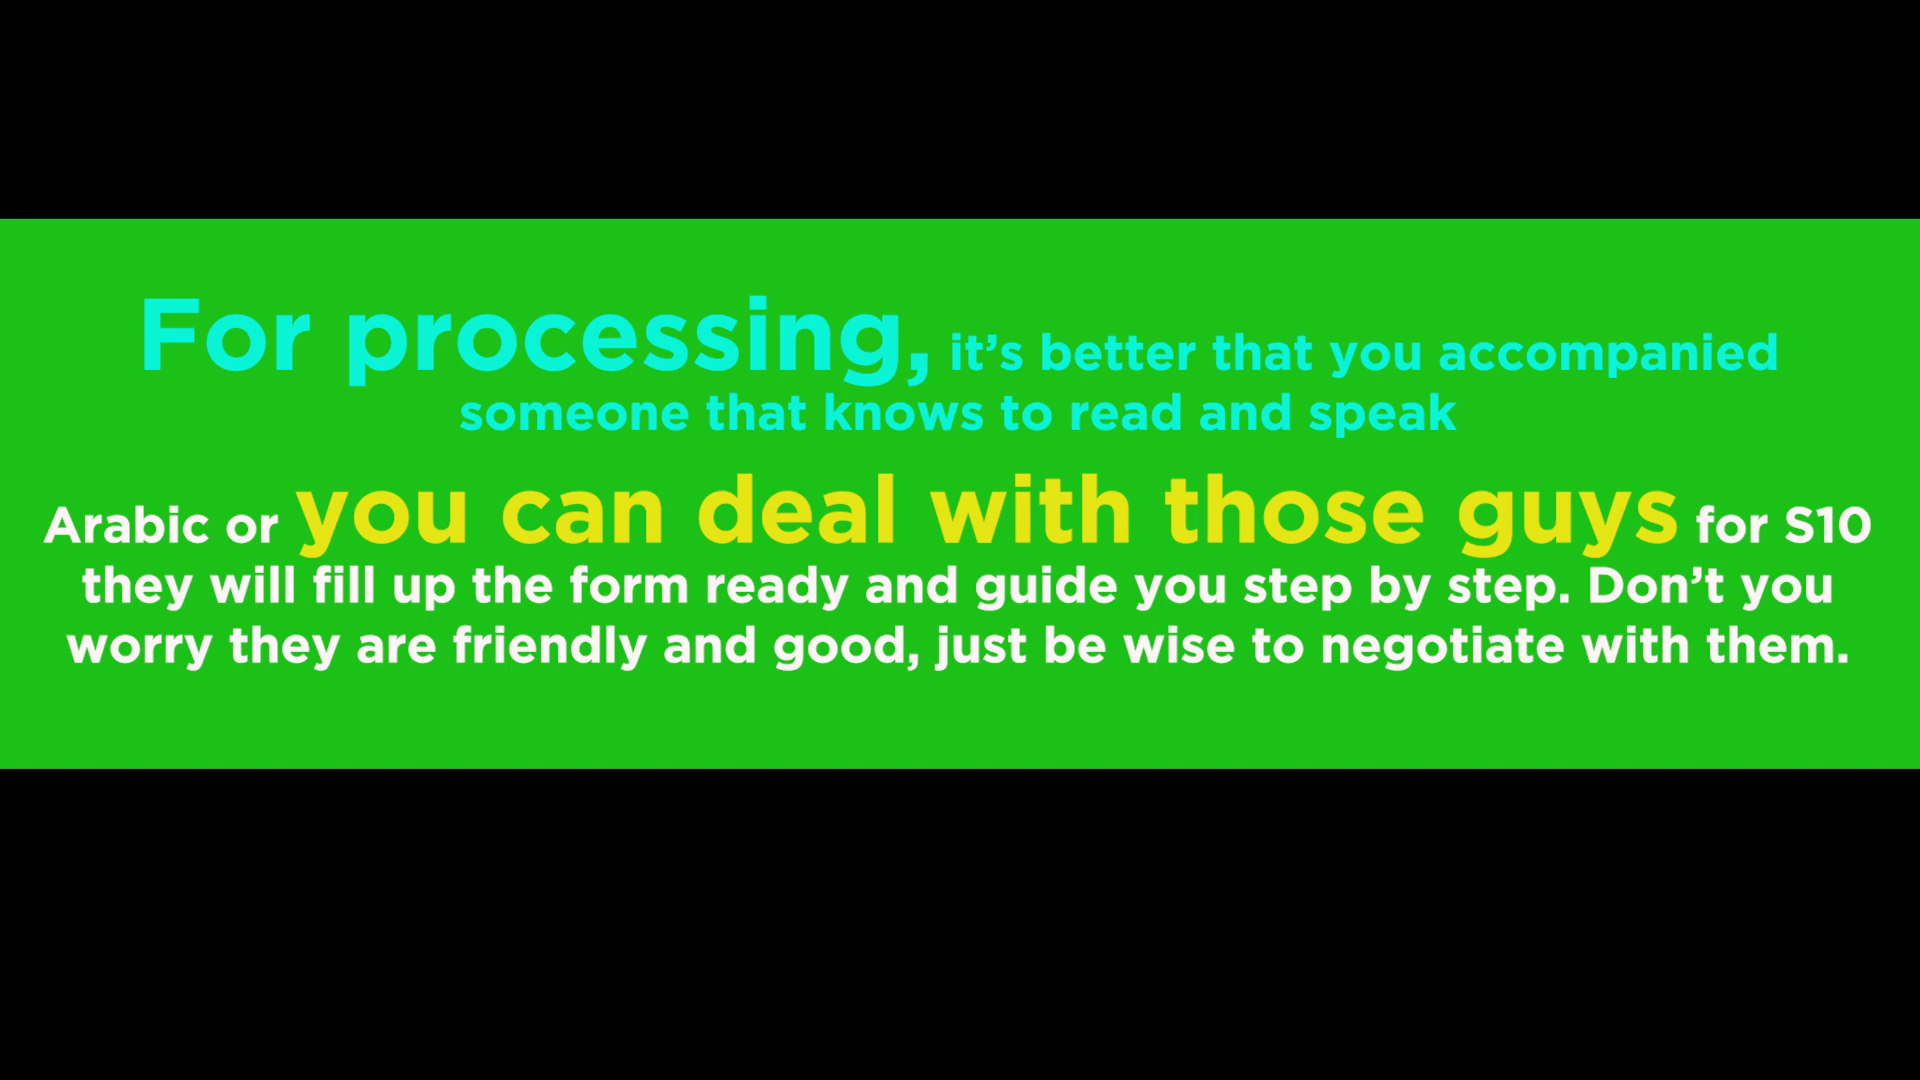 For processing, it’s better that you accompanied
someone that knows to read and speak
Arabic or you can deal with those guys for S10
they will fill up the form ready and guide you step by step. Don’t you
worry they are friendly and good, just be wise to negotiate with them.